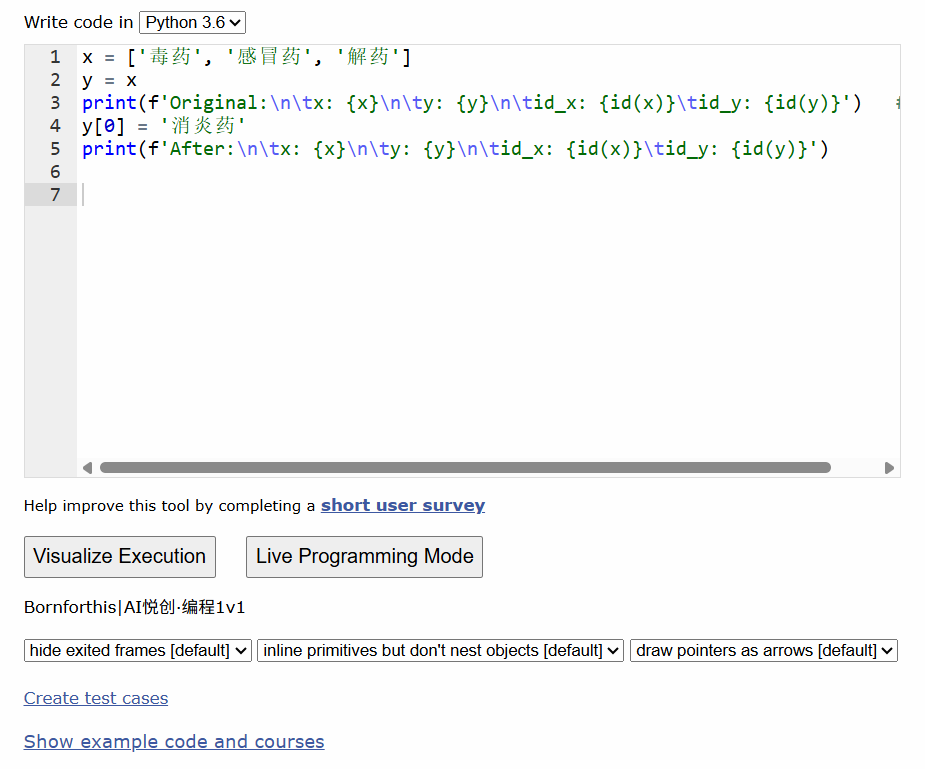 Write code in Python 3.6
1 x = ['毒药', '感冒药', '解药']
2 y = x
3 print(f'Original:\n\tx: {x}\n\ty: {y}\n\tid_x: {id(x)}\tid_y: {id(y)}') #
4 y[0] = '消炎药'
5 print(f'After:\n\tx: {x}\n\ty: {y}\n\tid_x: {id(x)}\tid_y: {id(y)}')
6
7
Help improve this tool by completing a short user survey
Visualize Execution Live Programming Mode
Bornforthis|AI悦创·编程1v1
hide exited frames [default] inline primitives but don't nest objects [default] draw pointers as arrows [default]
Create test cases
Show example code and courses